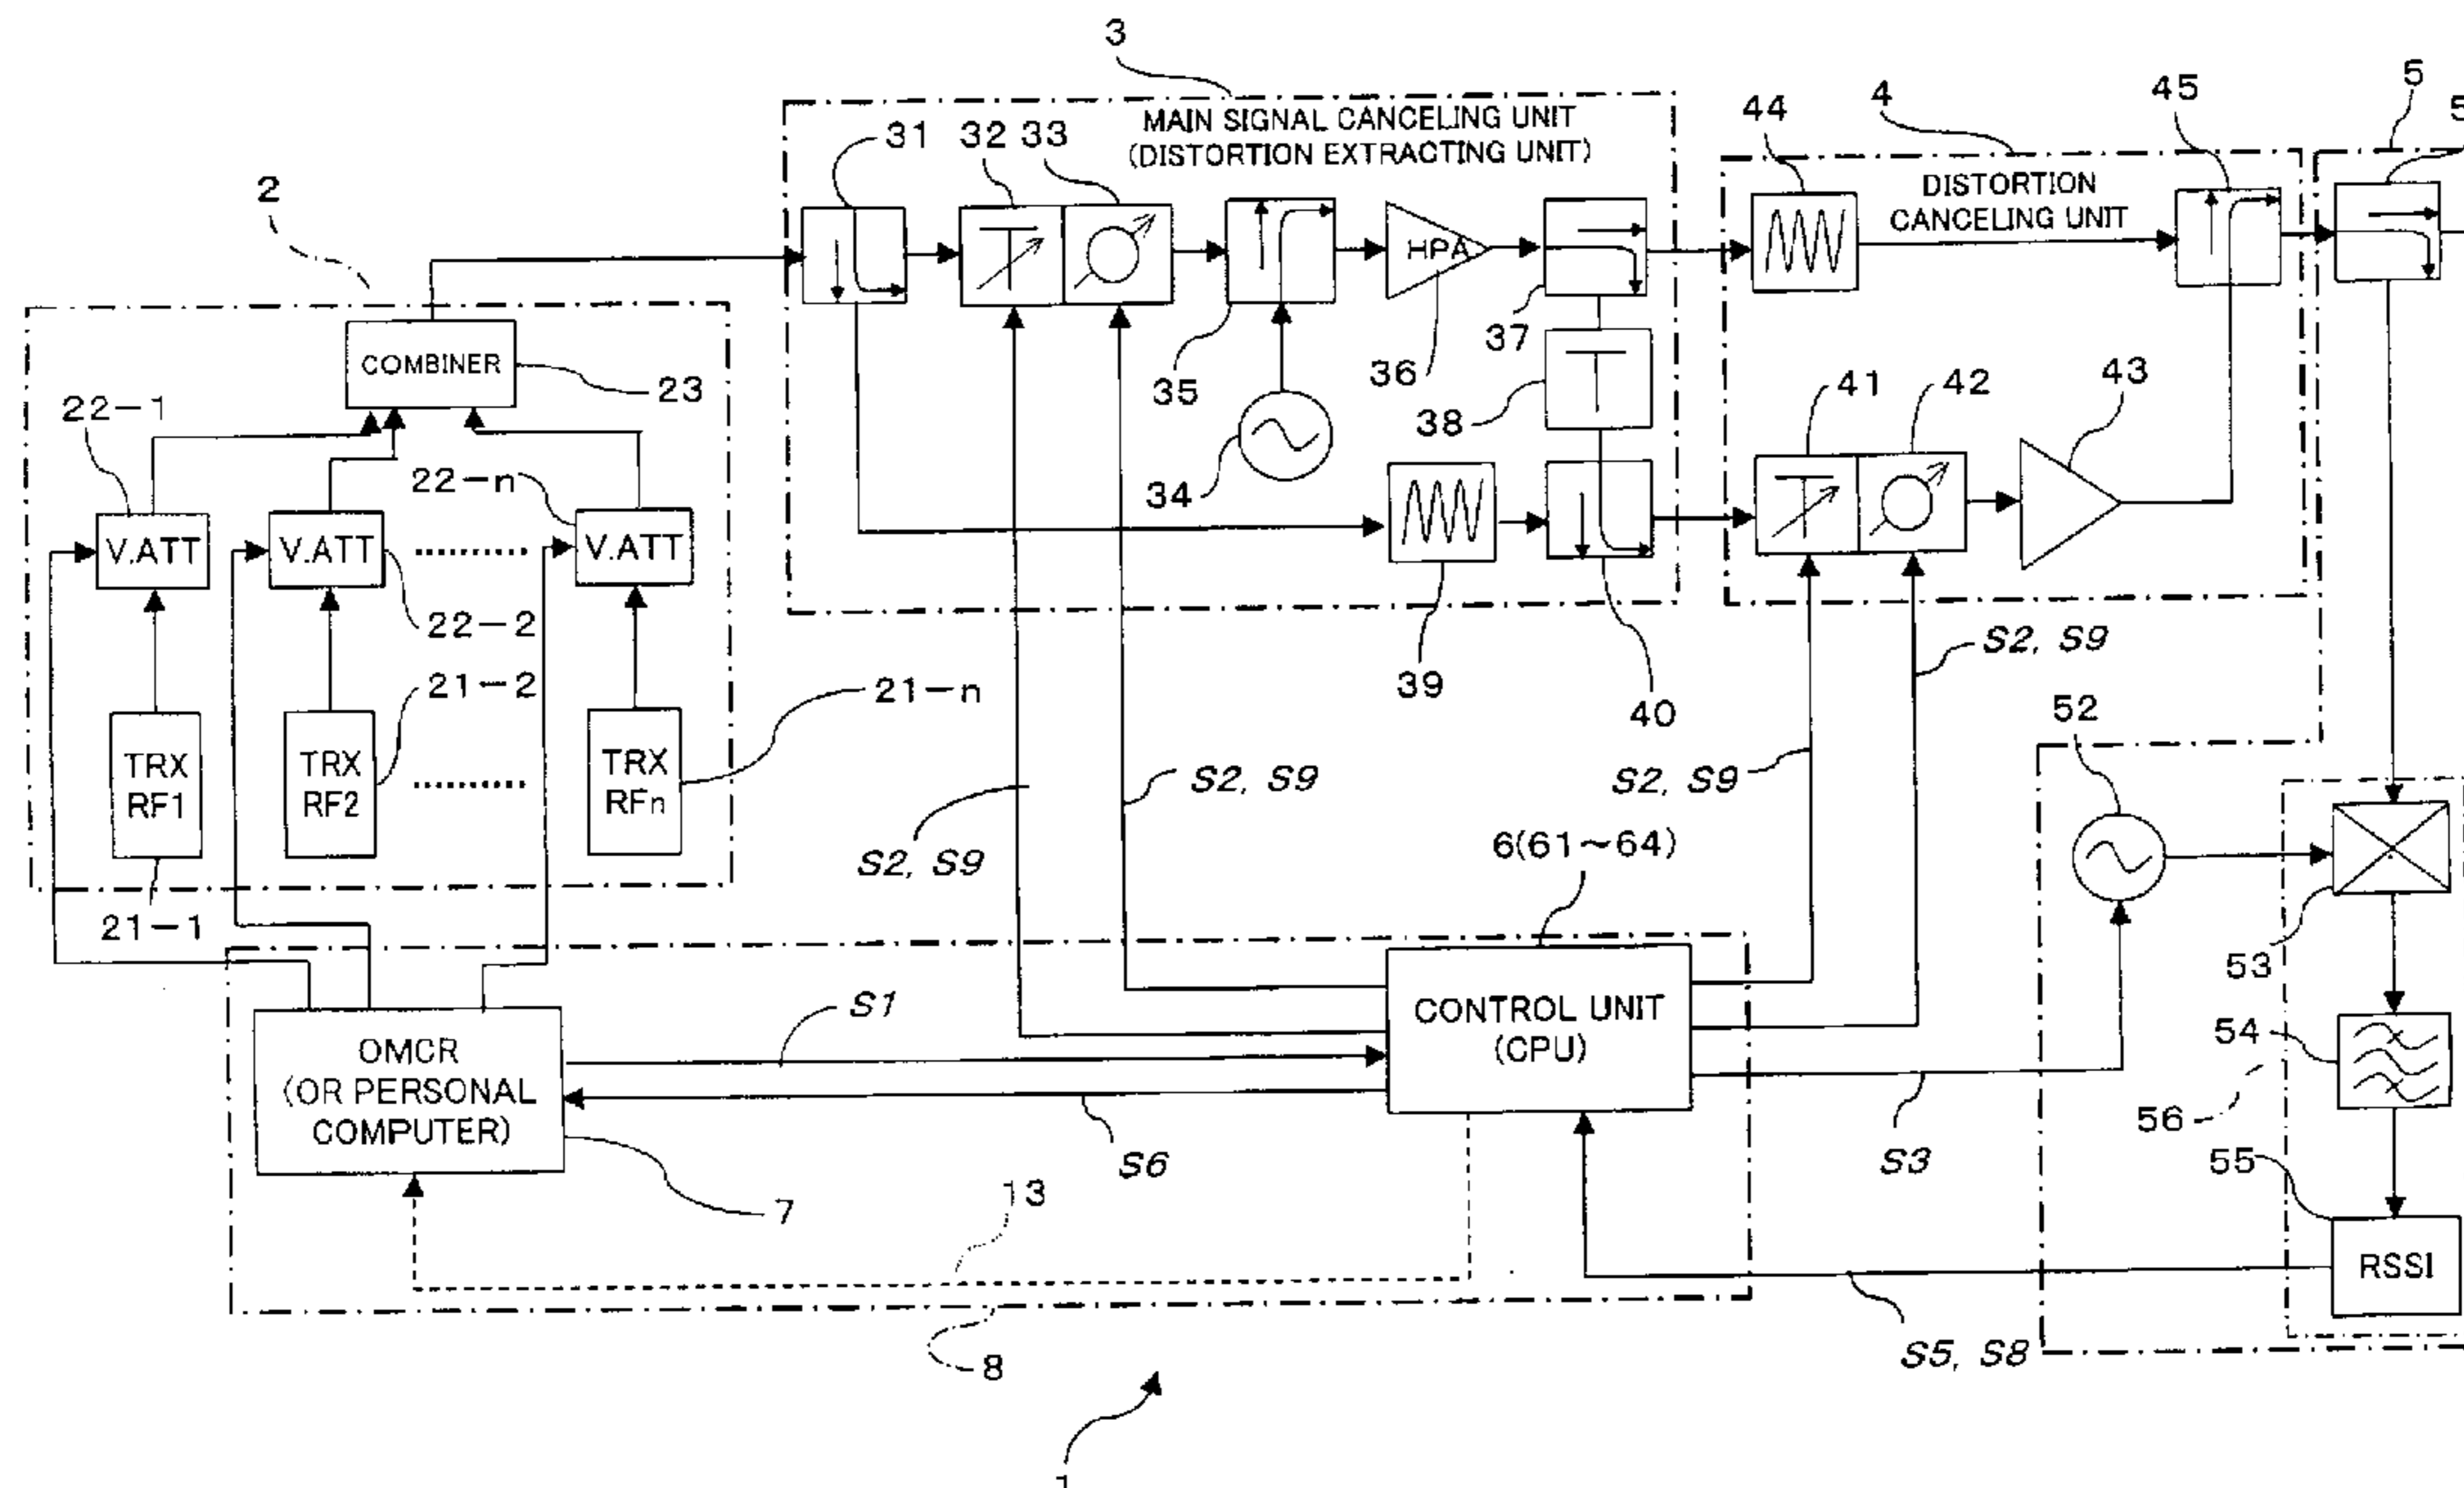 3
5
5
4
45
44
MAIN SIGNAL CANCELING UNIT
(DISTORTION EXTRACTING UNIT)
31
32
33
DISTORTION
CANCELING UNIT
2
HPA
COMBINER
23
35
36
37
38
41
42
43
22-1
34
22-n
V.ATT
V.ATT
V.ATT
22-2
39
40
S2, S9
21-2
21-n
52
TRX
RF1
TRX
RF2
TRX
RFn
S2, S9
S2, S9
S2, S9
6(61~64)
21-1
53
S1
CONTROL UNIT
(CPU)
OMCR
(OR PERSONAL
COMPUTER)
54
56
S6
S3
55
7
13
RSSI
8
S5, S8
1